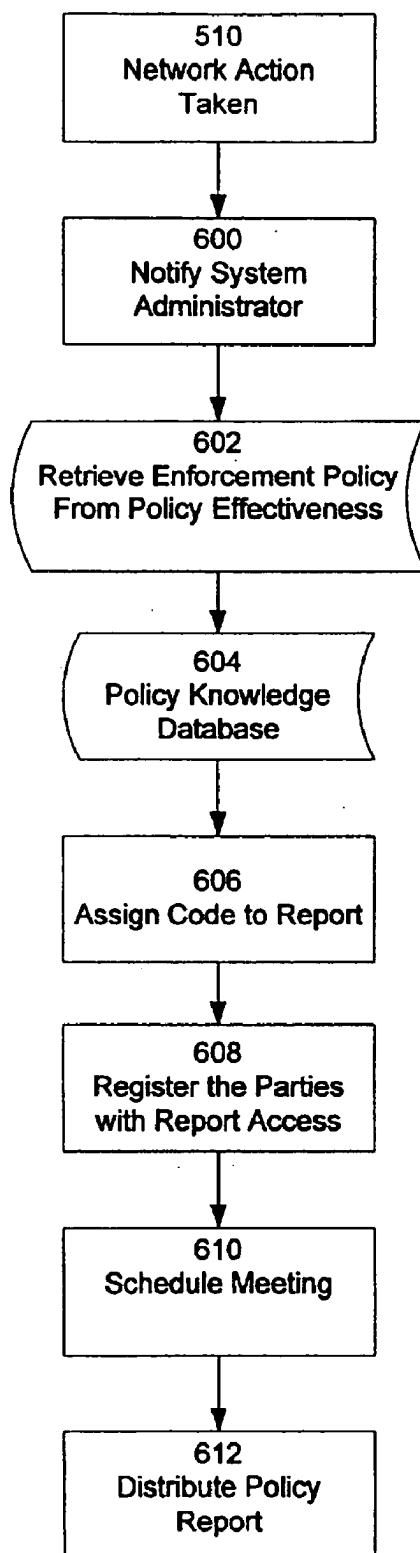 510
Network Action
Taken
600
Notify System
Administrator
602
Retrieve Enforcement Policy
From Policy Effectiveness
604
Policy Knowledge
Database
606
Assign Code to Report
608
Register the Parties
with Report Access
610
Schedule Meeting
612
Distribute Policy
Report